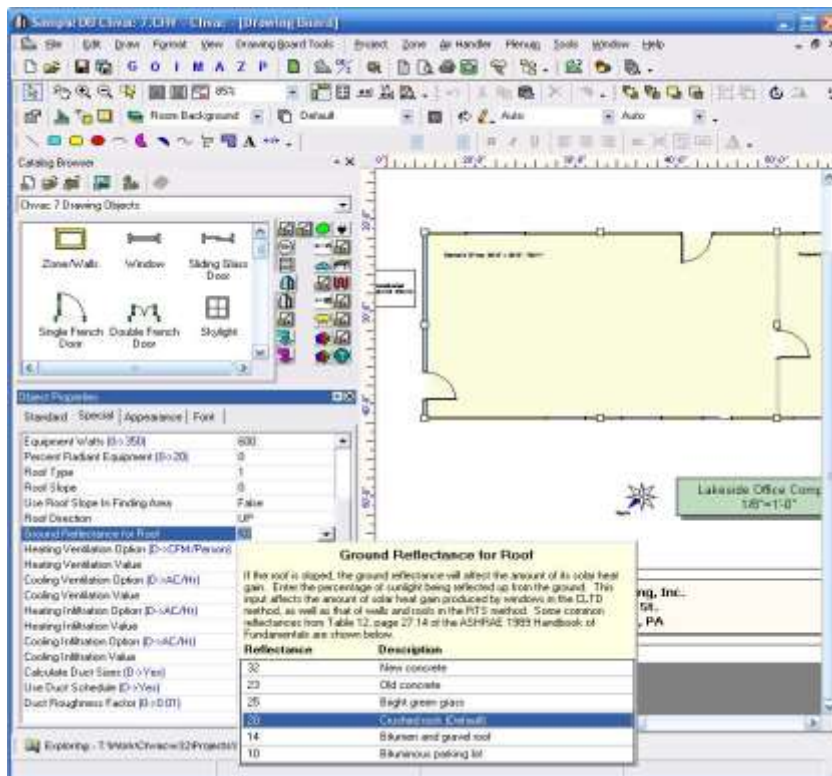 Sample DB Chvac 7.CHV - Chvac - [Drawing Board]
File Edit Draw Format View Drawing Board Tools Project Zone Air Handler Plenum Tools Window Help
G O I M A Z P
85%
Room Background Default Auto Auto
Catalog Browser
Chvac 7 Drawing Objects
Zone/Walls Window Sliding Glass Door
Single French Door Double French Door Skylight
Object Properties
Standard Special Appearance Font
Equipment Watts (0->350) 600
Percent Radiant Equipment (0->20) 0
Roof Type 1
Roof Slope 0
Use Roof Slope In Finding Area False
Roof Direction UP
Ground Reflectance for Roof
Heating Ventilation Option (D->CFM/Person)
Heating Ventilation Value
Cooling Ventilation Option (D->AC/Hr)
Cooling Ventilation Value
Heating Infiltration Option (D->AC/Hr)
Heating Infiltration Value
Cooling Infiltration Option (D->AC/Hr)
Cooling Infiltration Value
Calculate Duct Sizes (D->Yes)
Use Duct Schedule (D->Yes)
Duct Roughness Factor (0->0.01)
Ground Reflectance for Roof
If the roof is sloped, the ground reflectance will affect the amount of its solar heat
gain. Enter the percentage of sunlight being reflected up from the ground. This
input affects the amount of solar heat gain produced by windows in the CLTD
method, as well as that of walls and roofs in the RTS method. Some common
reflectances from Table 12, page 27.14 of the ASHRAE 1989 Handbook of
Fundamentals are shown below.
Reflectance Description
32 New concrete
23 Old concrete
25 Bright green glass
20 Crushed rock (Default)
14 Bitumen and gravel roof
10 Bituminous parking lot
Lakeside Office Comp
1/8"=1'-0"
ng, Inc.
St.
, PA
Exploring - T:\Work\Chvacw32\Projects\